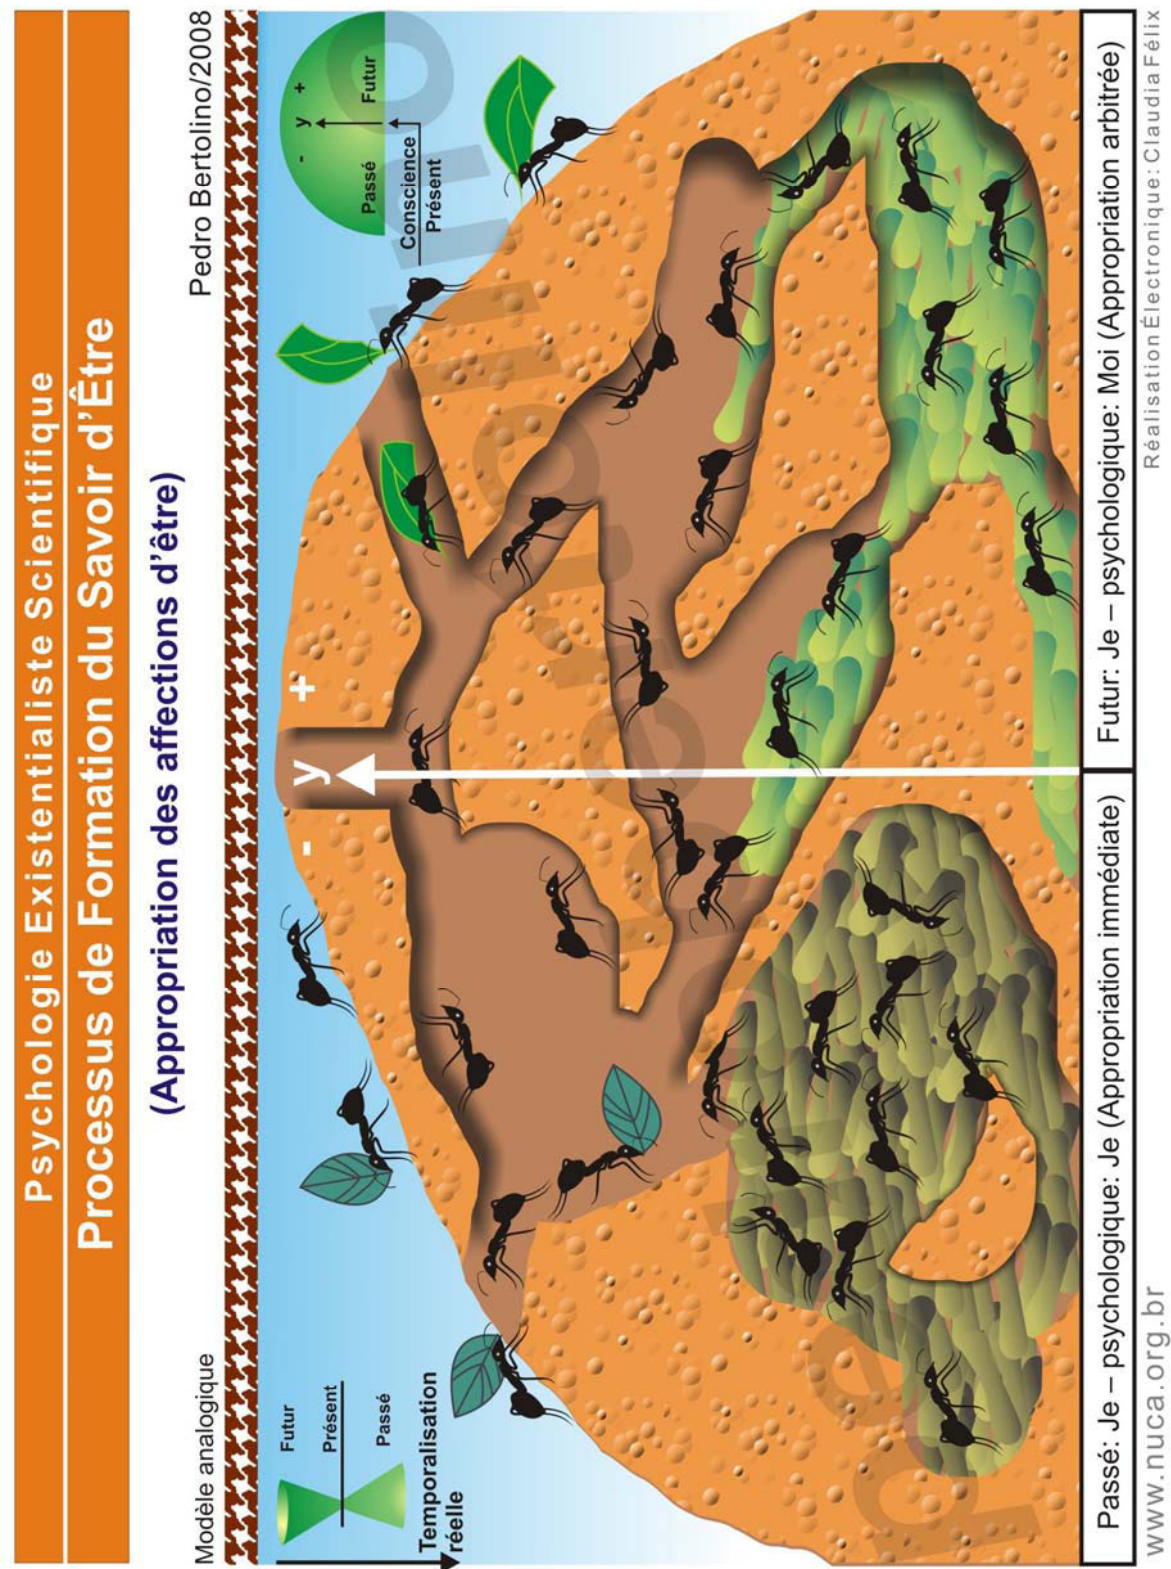 Psychologie Existentialiste Scientifique
Processus de Formation du Savoir d'Être
(Appropriation des affections d'être)
Modèle analogique
Pedro Bertolino/2008
Futur
Présent
Passé
Temporalisation
réelle
- y +
Passé Futur
Conscience
Présent
- y +
Passé: Je – psychologique: Je (Appropriation immédiate)
Futur: Je – psychologique: Moi (Appropriation arbitrée)
www.nuca.org.br
Réalisation Électronique: Claudia Félix